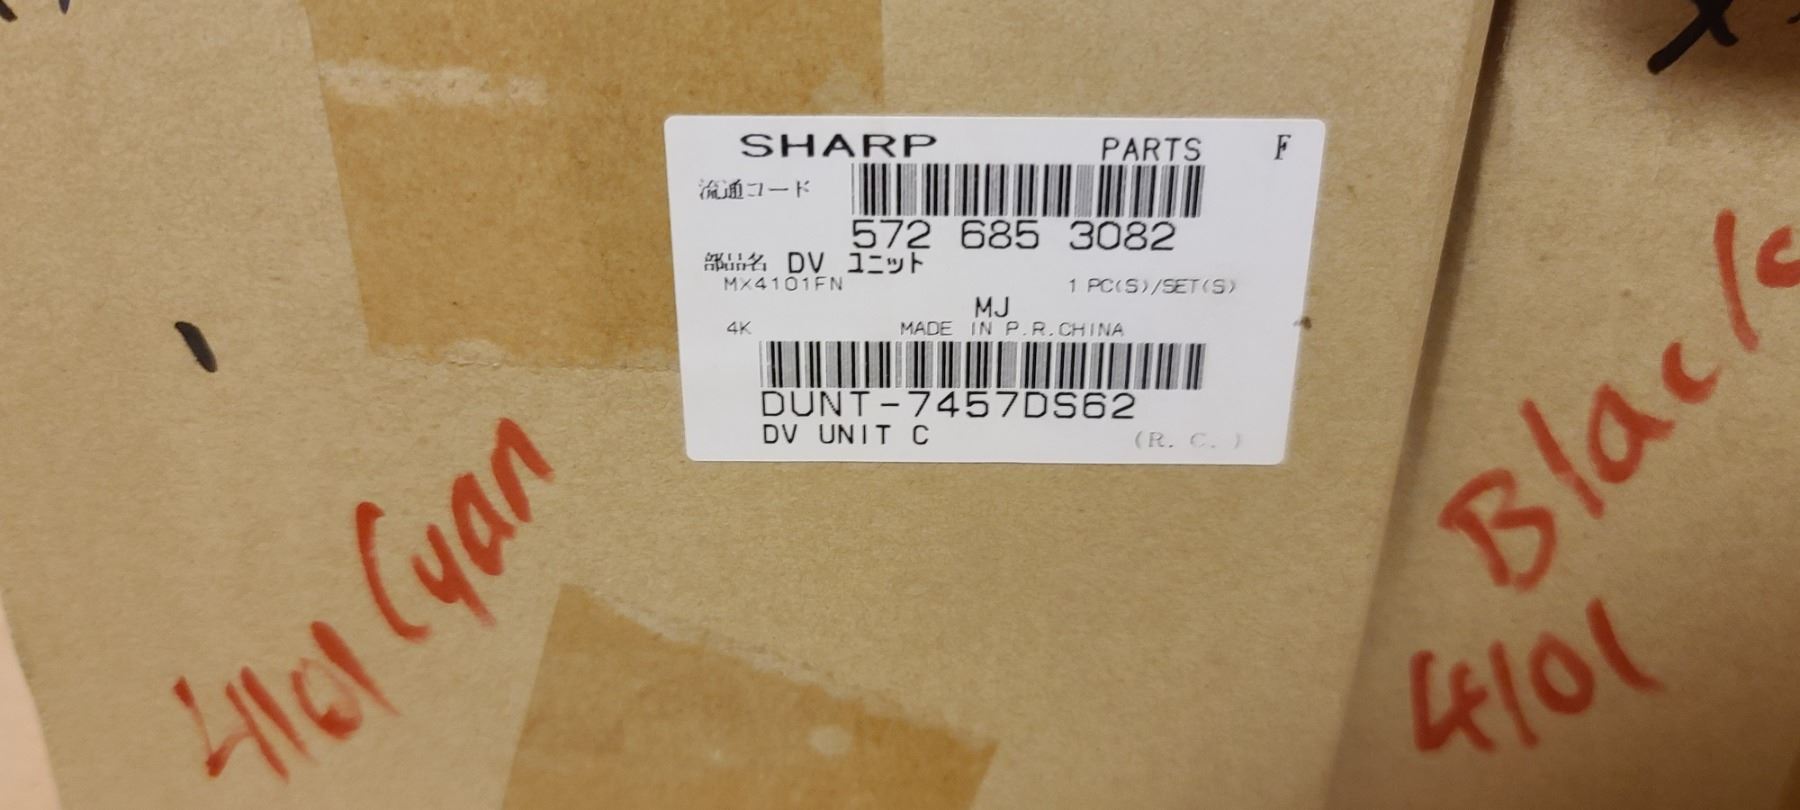 SHARP PARTS F
流通コード
572 685 3082
部品名 DV ユニット
MX4101FN 1 PC(S)/SET(S)
MJ
4K MADE IN P.R.CHINA
DUNT-7457DS62
DV UNIT C (R. C. )
4101 Cyan
Black
4101